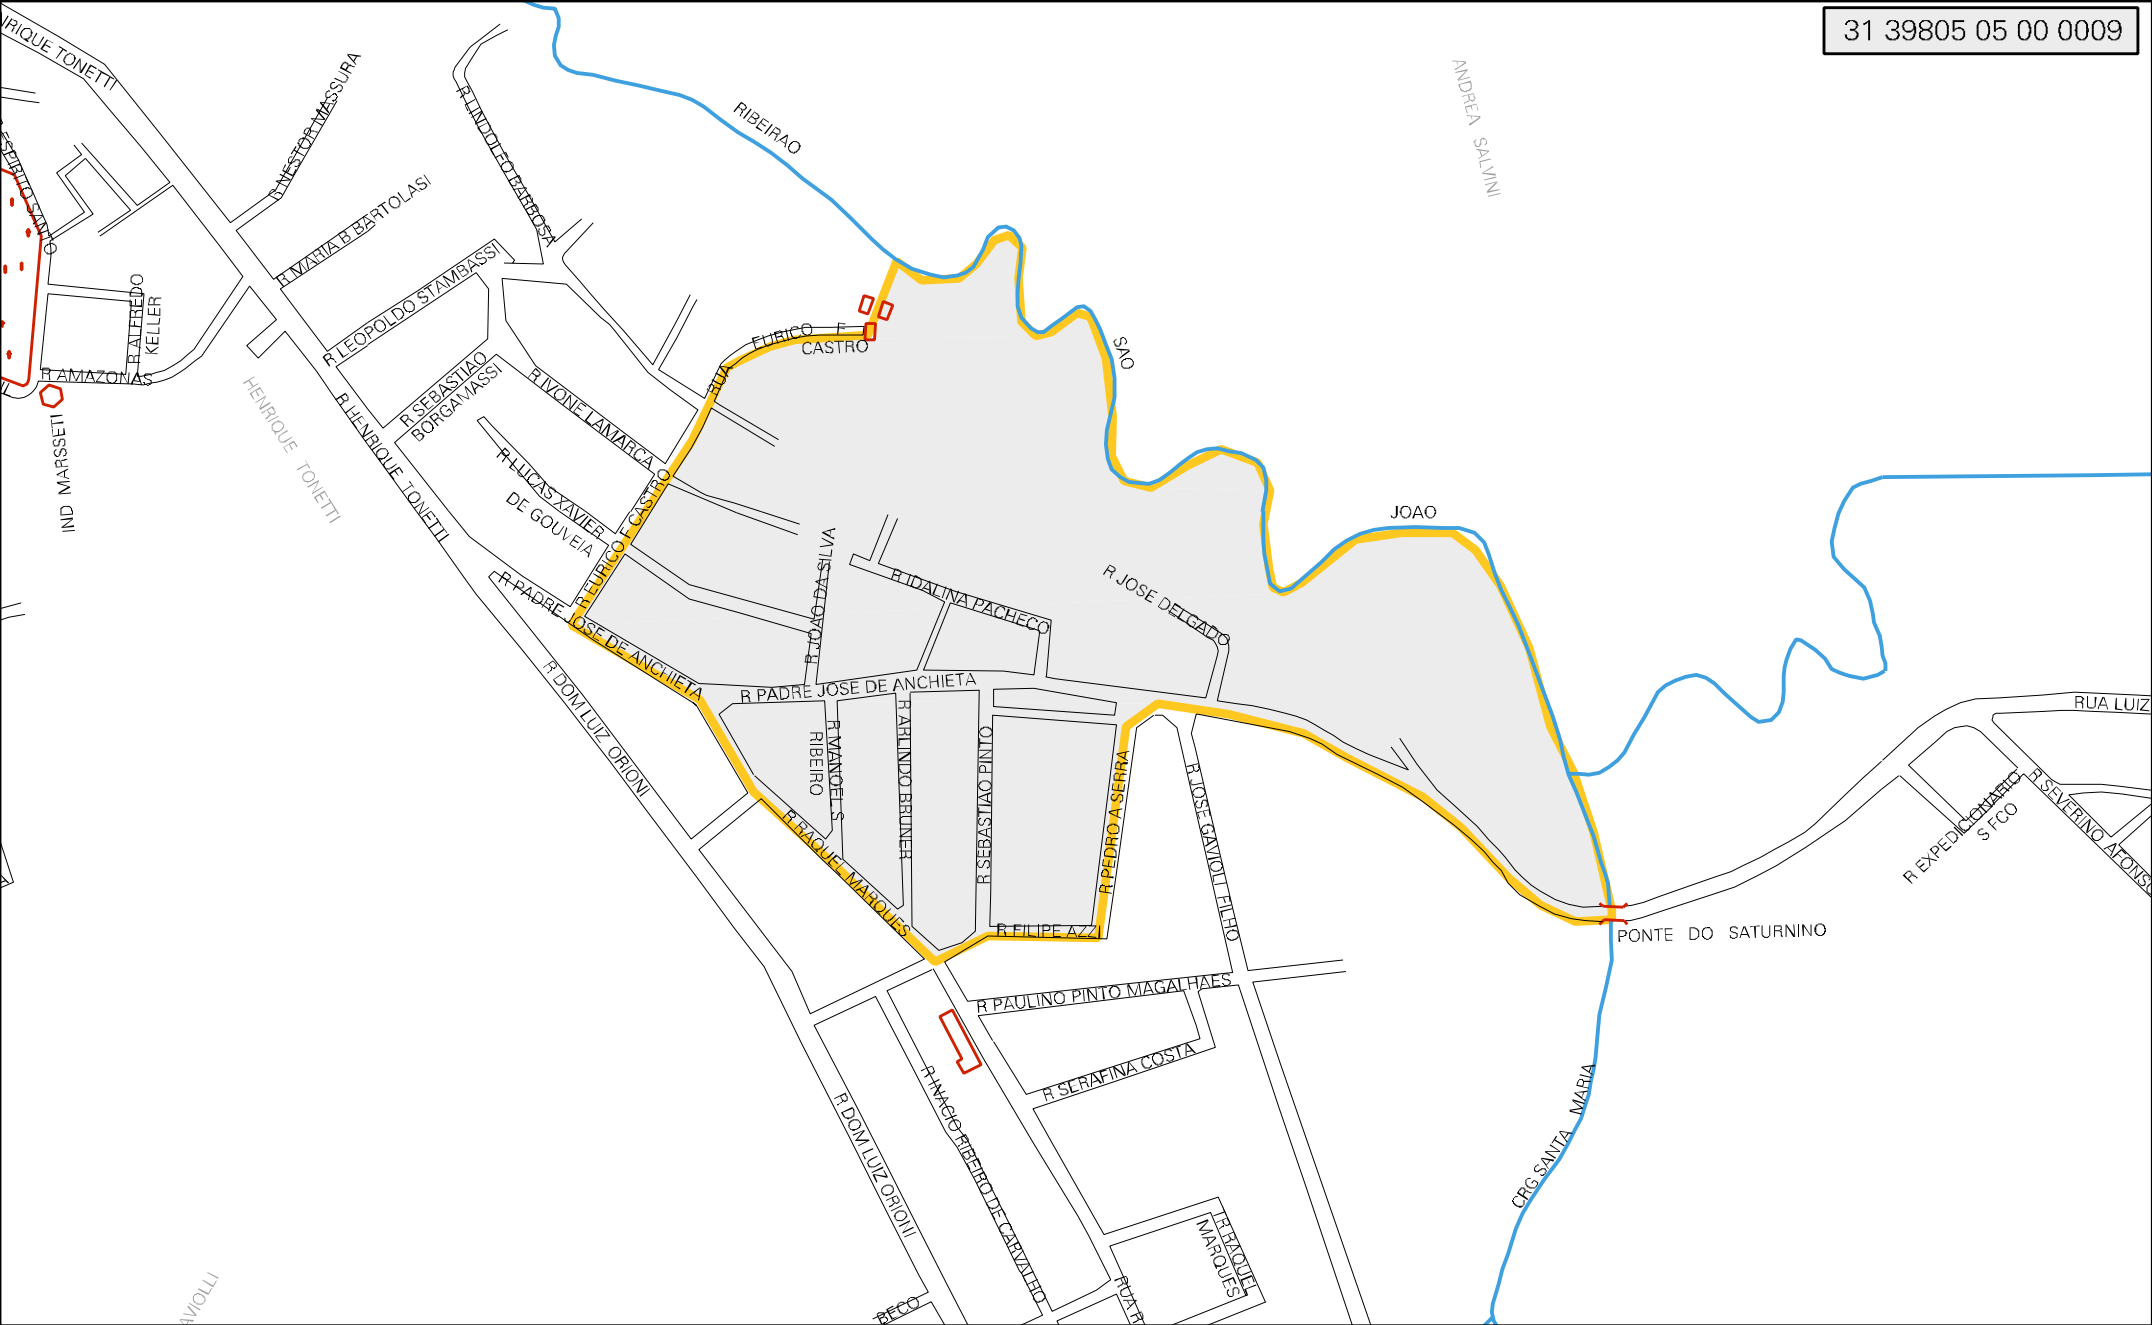 31 39805 05 00 0009
RIQUE TONETTI
R NESTOR MASSURA
R LINDOLFO BARBOSA
RIBEIRAO
ANDREA SALVINI
ESPIRITO SANTO
R MARIA B BARTOLASI
R LEOPOLDO STAMBASSI
R ALFREDO
KELLER
R AMAZONAS
IND MARSSETI
HENRIQUE TONETTI
R HENRIQUE TONETTI
R SEBASTIAO
BORGAMASSI
R IVONE LAMARCA
R LUCAS XAVIER
DE GOUVEIA
RUA
EURICO F
CASTRO
R EURICO F CASTRO
SAO
JOAO
R PADRE JOSE DE ANCHIETA
R JOAO DA SILVA
R IDALINA PACHECO
R JOSE DELGADO
R PADRE JOSE DE ANCHIETA
R DOM LUIZ ORIONI
R MANOEL S
RIBEIRO
R ARLINDO BRUNER
R SEBASTIAO PINTO
R PEDRO A SERRA
R JOSE GAVIOLI FILHO
R RAQUEL MARQUES
R FILIPE AZZI
RUA LUIZ
R EXPEDICIONARIO
S FCO
R SEVERINO AFONSO
PONTE DO SATURNINO
R PAULINO PINTO MAGALHAES
R SERAFINA COSTA
R INACIO RIBEIRO DE CARVALHO
R DOM LUIZ ORIONI
CRG SANTA MARIA
R RAQUEL
MARQUES
RUA R
BECO
AVIOLLI